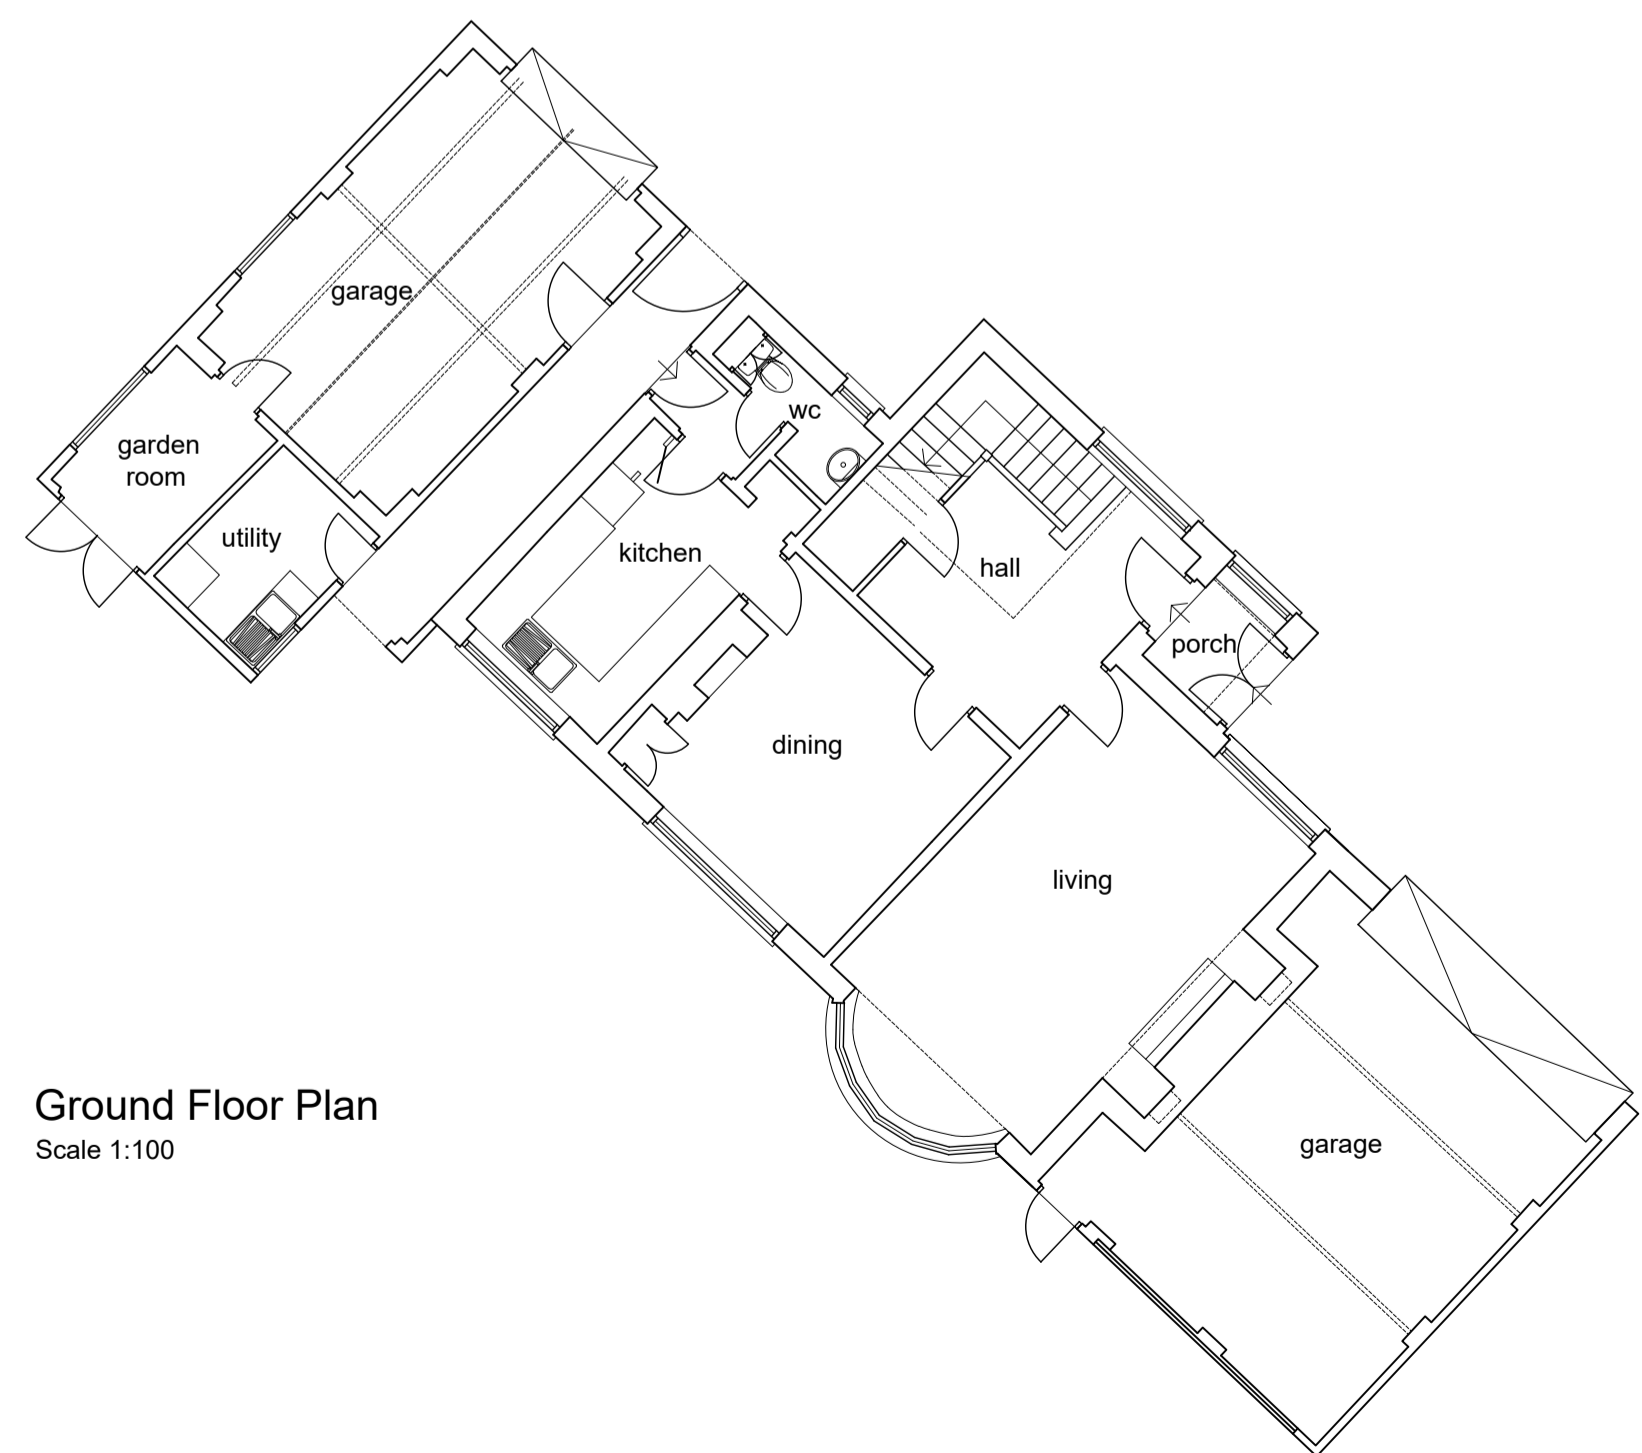 garage
wc
garden
room
utility
kitchen
hall
porch
dining
living
Ground Floor Plan
Scale 1:100
garage